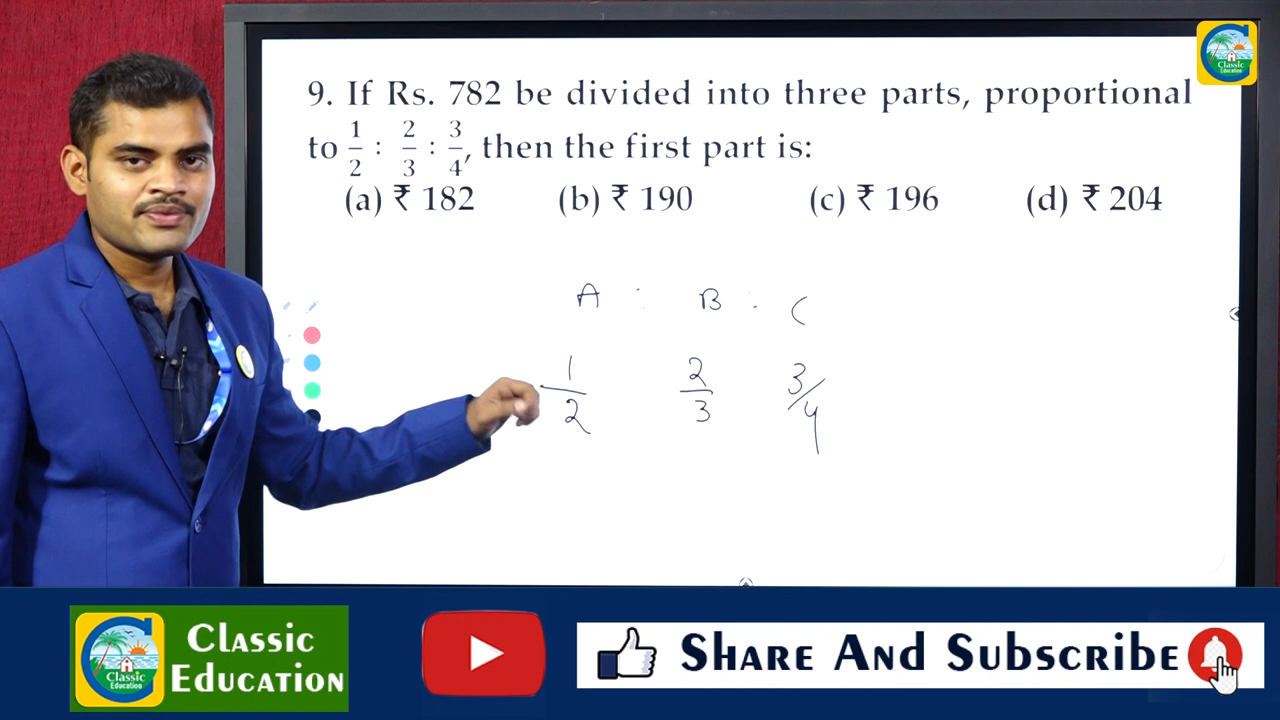 Classic
Education
9. If Rs. 782 be divided into three parts, proportional
to 1/2 : 2/3 : 3/4, then the first part is:
(a) ₹ 182 (b) ₹ 190 (c) ₹ 196 (d) ₹ 204
A : B : C
1/2 2/3 3/4
Classic
Education
Classic
Education
Share And Subscribe